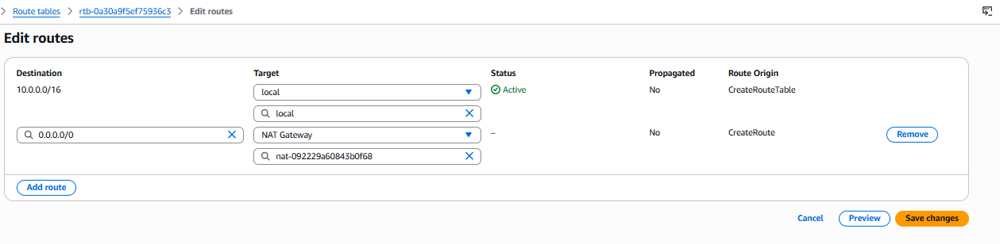 Route tables
rtb-0a30a9f5ef75936c3
Edit routes
Edit routes
Destination Target Status Propagated Route Origin
10.0.0.0/16 local Active No CreateRouteTable
local
0.0.0.0/0 NAT Gateway – No CreateRoute Remove
nat-092229a60843b0f68
Add route
Cancel Preview Save changes